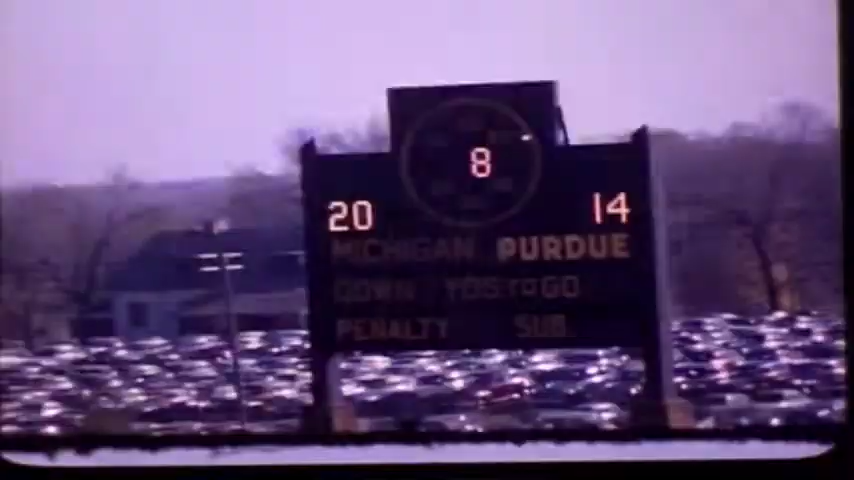 8
20 14
MICHIGAN PURDUE
DOWN YDS TO GO
PENALTY SUB.